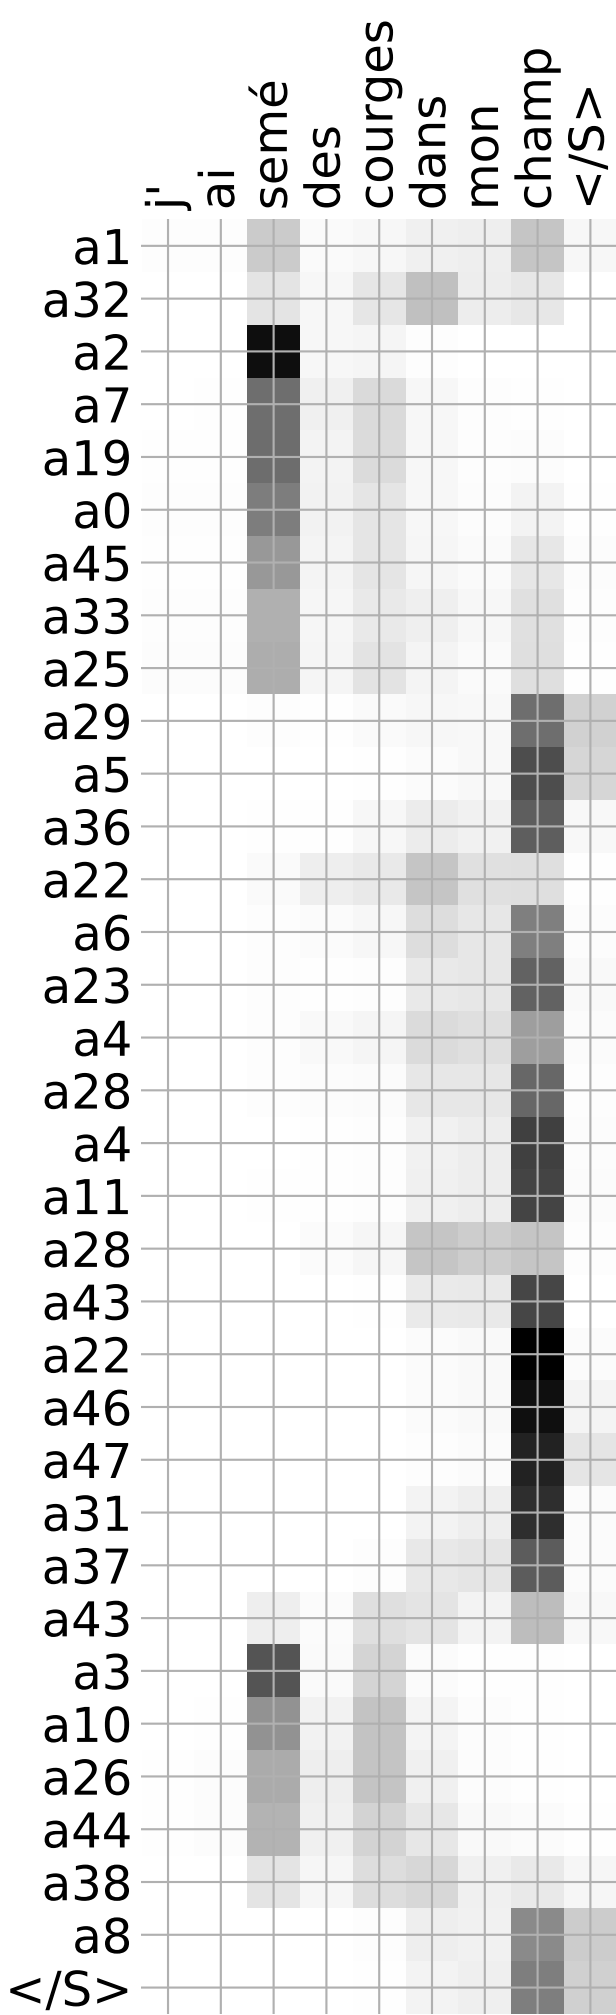 j' ai semé des courges dans mon champ </S>
a1
a32
a2
a7
a19
a0
a45
a33
a25
a29
a5
a36
a22
a6
a23
a4
a28
a4
a11
a28
a43
a22
a46
a47
a31
a37
a43
a3
a10
a26
a44
a38
a8
</S>